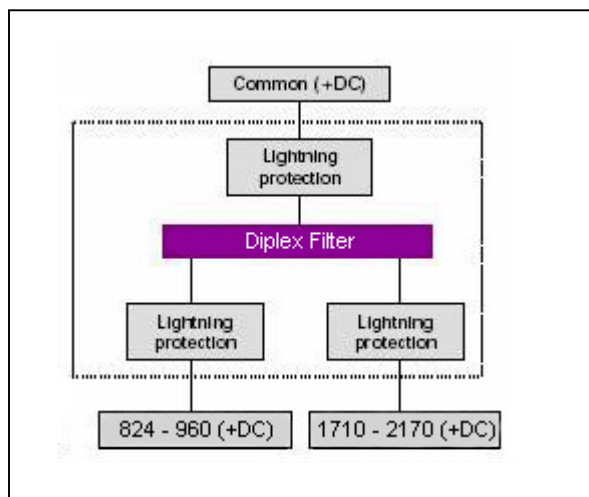 Common (+DC)
Lightning
protection
Diplex Filter
Lightning
protection
Lightning
protection
824 - 960 (+DC)
1710 - 2170 (+DC)